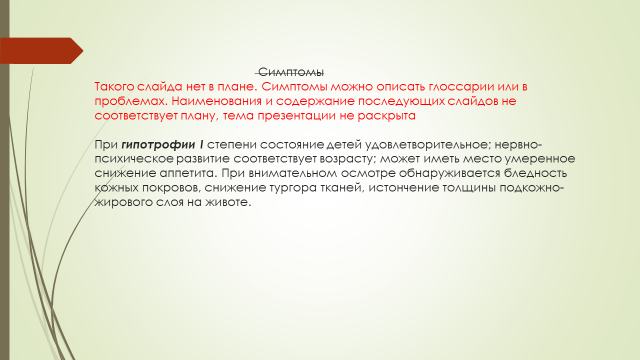 Симптомы
Такого слайда нет в плане. Симптомы можно описать глоссарии или в
проблемах. Наименования и содержание последующих слайдов не
соответствует плану, тема презентации не раскрыта
При гипотрофии I степени состояние детей удовлетворительное; нервно-
психическое развитие соответствует возрасту; может иметь место умеренное
снижение аппетита. При внимательном осмотре обнаруживается бледность
кожных покровов, снижение тургора тканей, истончение толщины подкожно-
жирового слоя на животе.